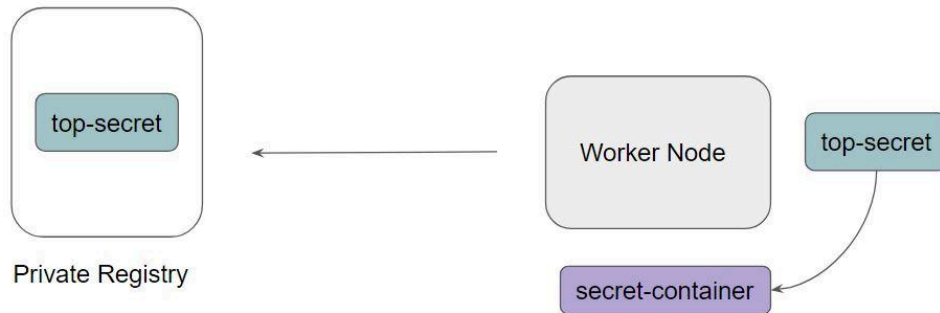 top-secret
Private Registry
Worker Node
top-secret
secret-container